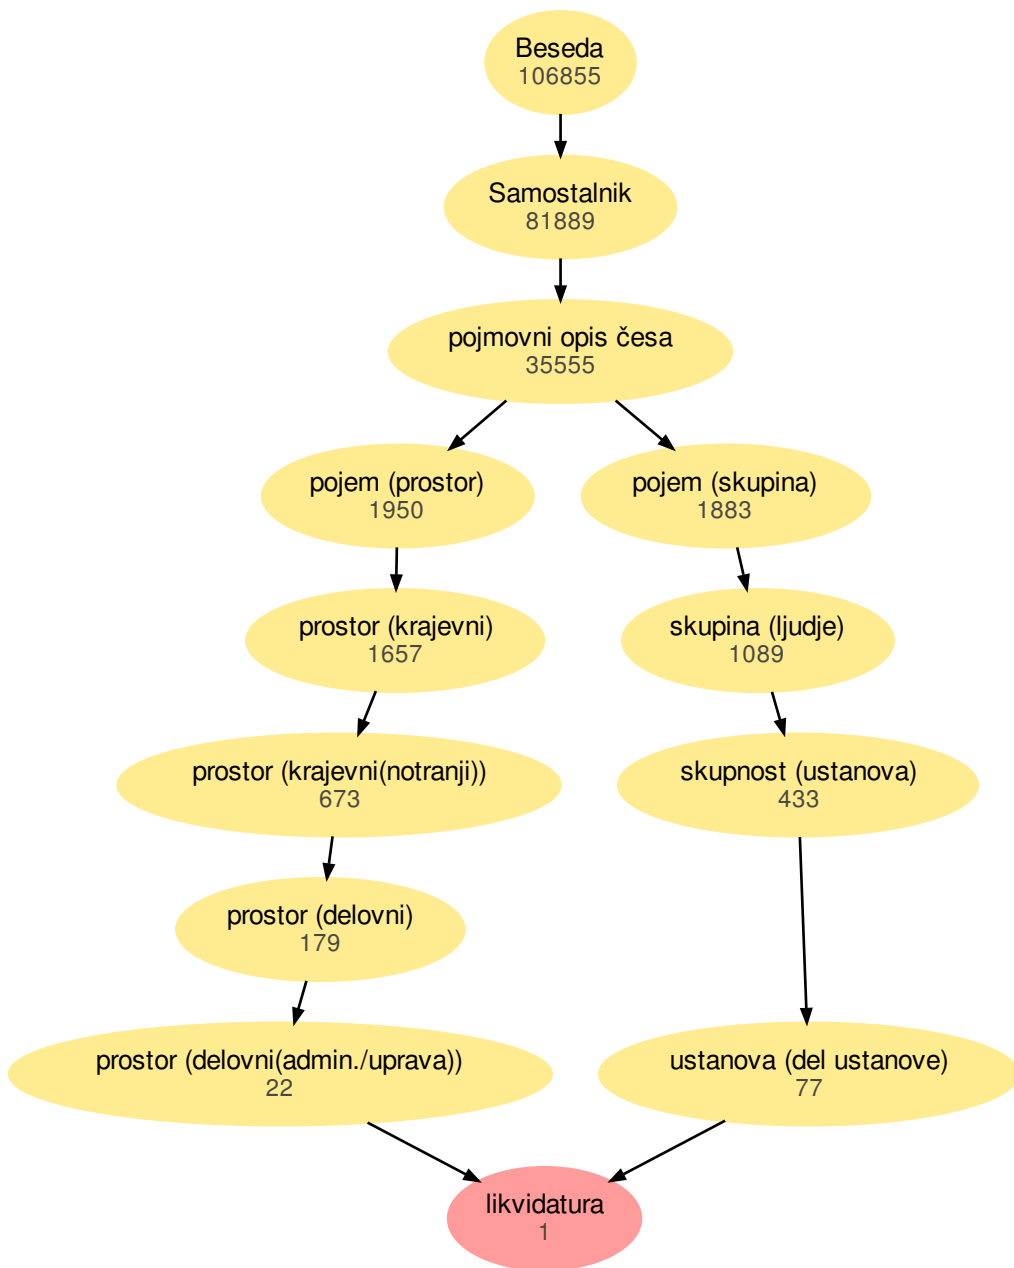 Beseda
106855
Samostalnik
81889
pojmovni opis česa
35555
pojem (prostor)
1950
pojem (skupina)
1883
prostor (krajevni)
1657
skupina (ljudje)
1089
prostor (krajevni(notranji))
673
skupnost (ustanova)
433
prostor (delovni)
179
prostor (delovni(admin./uprava))
22
ustanova (del ustanove)
77
likvidatura
1